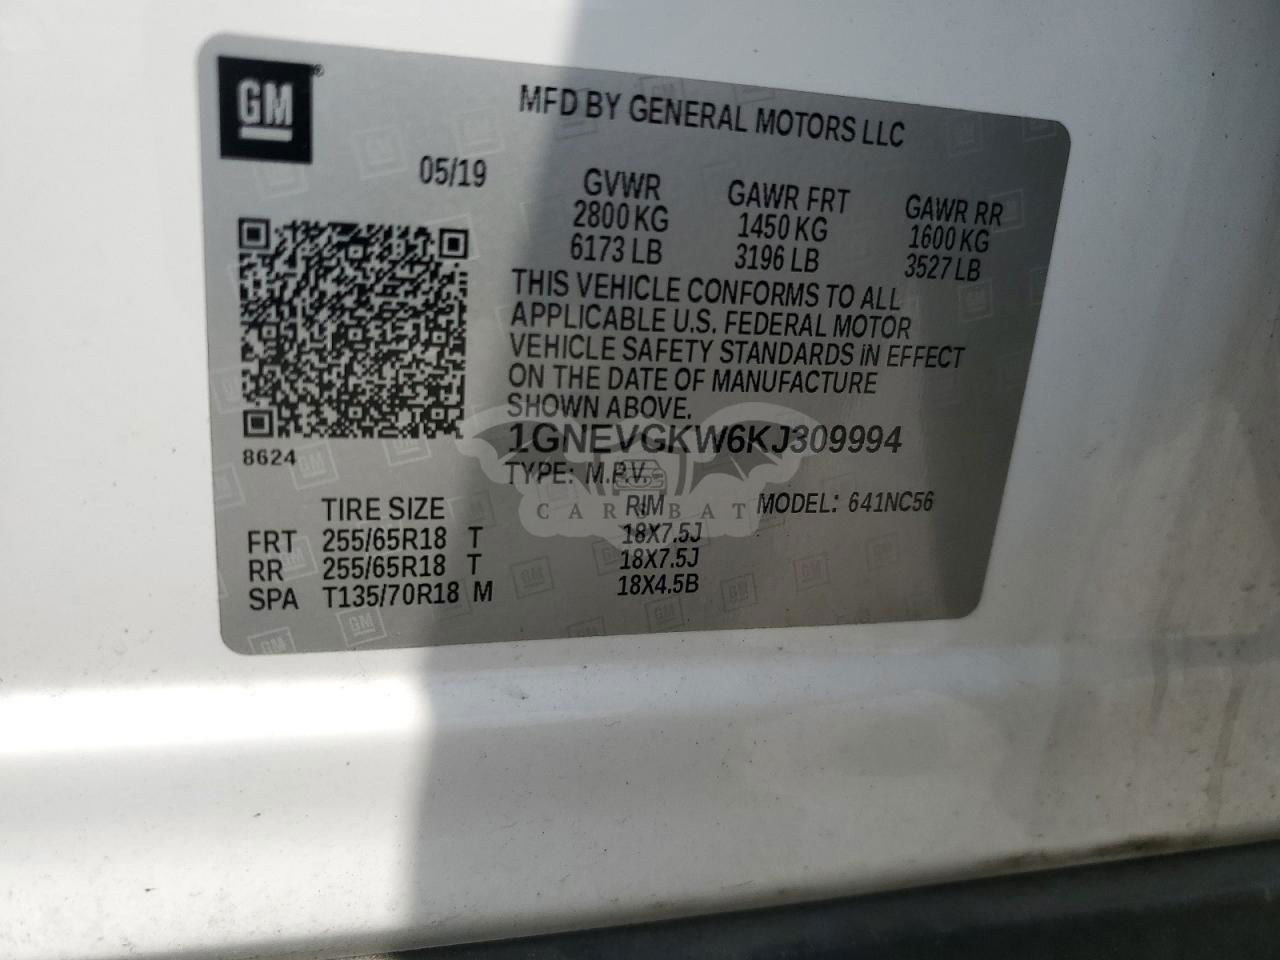 GM
MFD BY GENERAL MOTORS LLC
05/19
GVWR GAWR FRT GAWR RR
2800 KG 1450 KG 1600 KG
6173 LB 3196 LB 3527 LB
THIS VEHICLE CONFORMS TO ALL
APPLICABLE U.S. FEDERAL MOTOR
VEHICLE SAFETY STANDARDS iN EFFECT
ON THE DATE OF MANUFACTURE
SHOWN ABOVE.
8624
1GNEVGKW6KJ309994
TYPE: M.P.V.
CARSBAT
TIRE SIZE RIM MODEL: 641NC56
FRT 255/65R18 T 18X7.5J
RR 255/65R18 T 18X7.5J
SPA T135/70R18 M 18X4.5B